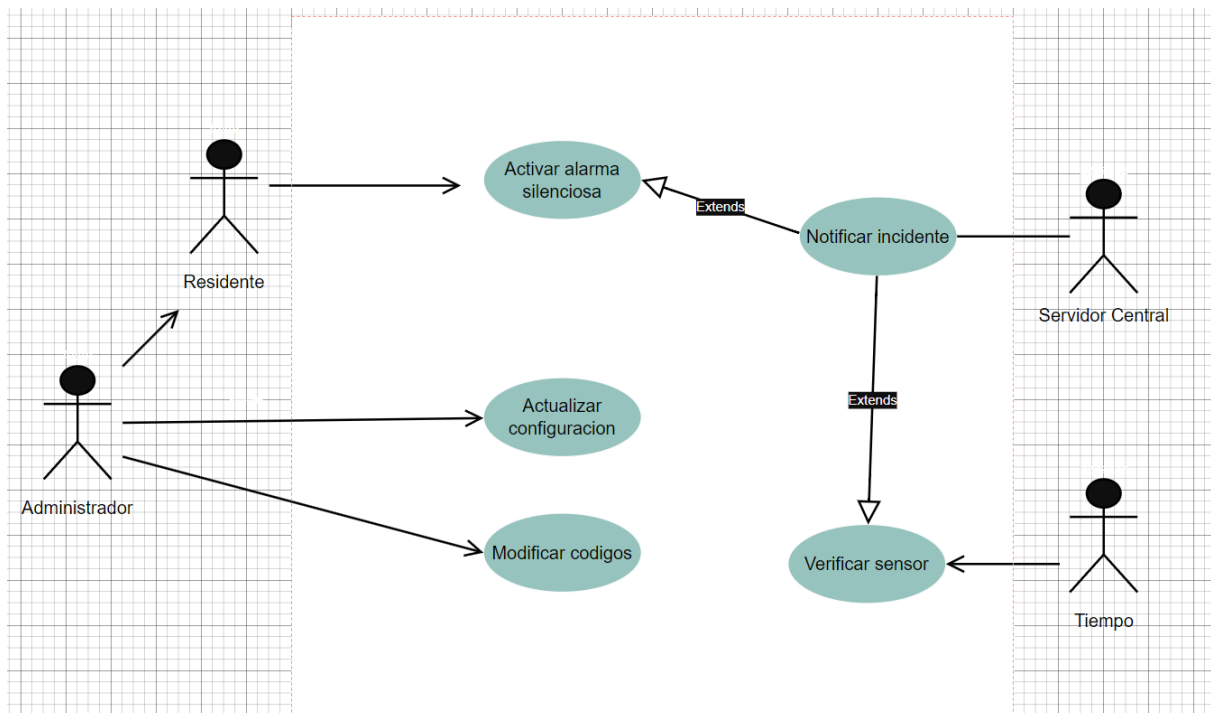 Activar alarma
silenciosa
Extends
Notificar incidente
Residente
Servidor Central
Extends
Actualizar
configuracion
Administrador
Modificar codigos
Verificar sensor
Tiempo